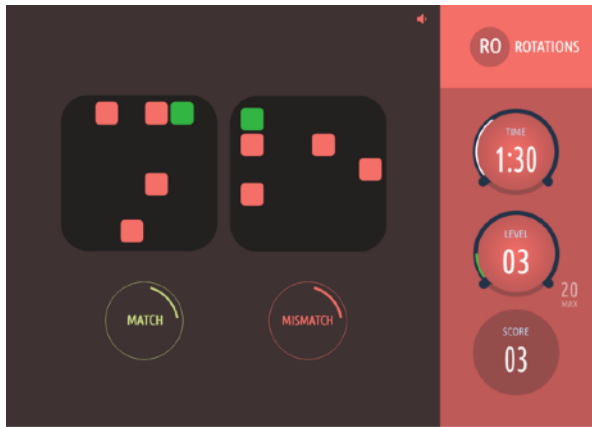 RO ROTATIONS
TIME
1:30
LEVEL
03
20
MAX
SCORE
03
MATCH
MISMATCH